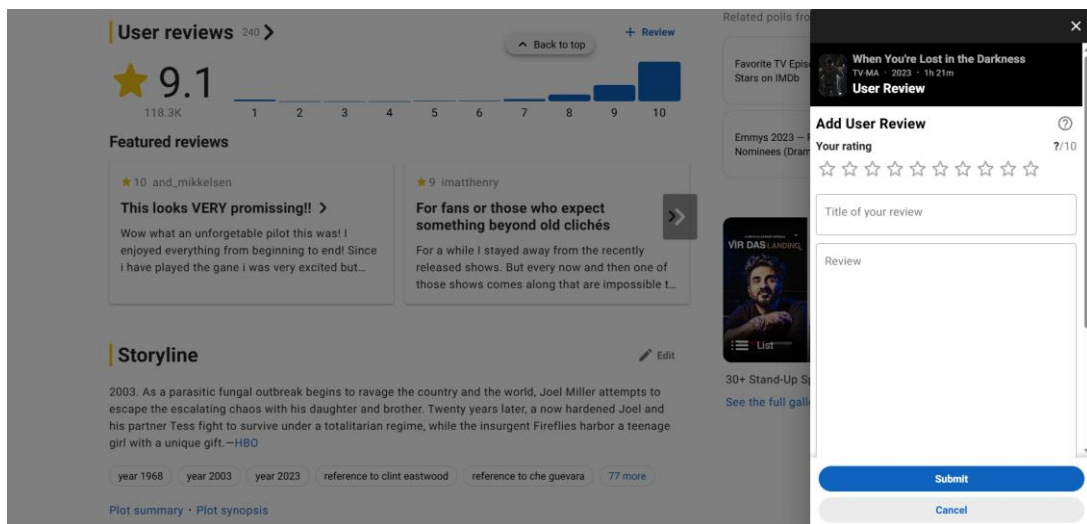 User reviews 240
+ Review
Back to top
9.1
118.3K
1 2 3 4 5 6 7 8 9 10
Featured reviews
10 and_mikkelsen
This looks VERY promissing!!
Wow what an unforgetable pilot this was! I
enjoyed everything from beginning to end! Since
i have played the gane i was very excited but...
9 imatthenry
For fans or those who expect
something beyond old clichés
For a while I stayed away from the recently
released shows. But every now and then one of
those shows comes along that are impossible t...
Storyline
Edit
2003. As a parasitic fungal outbreak begins to ravage the country and the world, Joel Miller attempts to
escape the escalating chaos with his daughter and brother. Twenty years later, a now hardened Joel and
his partner Tess fight to survive under a totalitarian regime, while the insurgent Fireflies harbor a teenage
girl with a unique gift.—HBO
year 1968 year 2003 year 2023 reference to clint eastwood reference to che guevara 77 more
Plot summary · Plot synopsis
Related polls fro
Favorite TV Epis
Stars on IMDb
Emmys 2023 –
Nominees (Dram
VIR DAS LANDING
List
30+ Stand-Up S
See the full gall
When You're Lost in the Darkness
TV-MA · 2023 · 1h 21m
User Review
Add User Review
Your rating
?/10
Title of your review
Review
Submit
Cancel